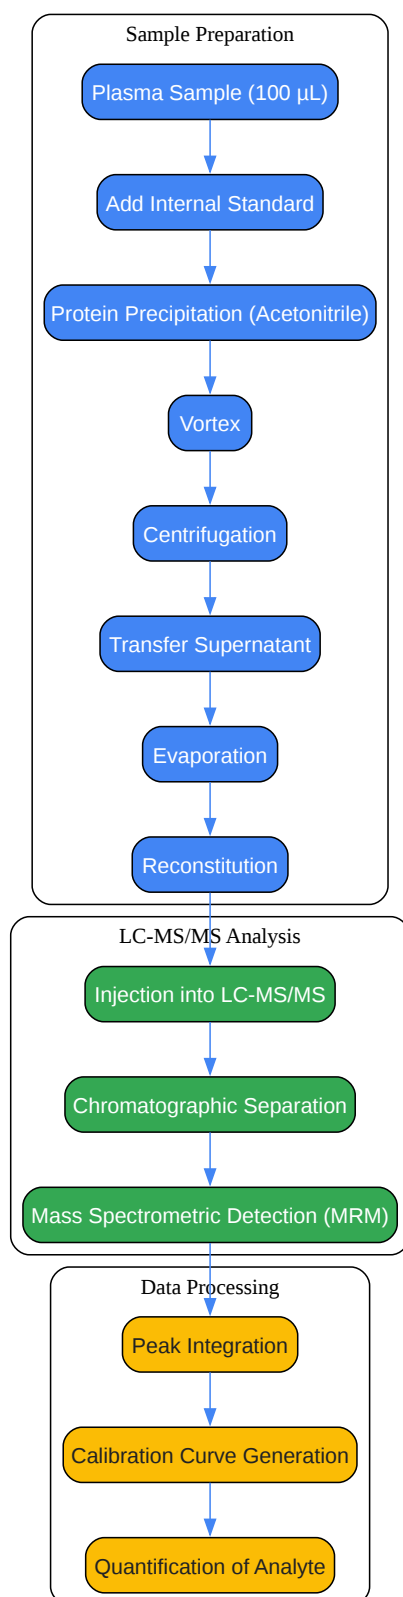 Sample Preparation
Plasma Sample (100 µL)
Add Internal Standard
Protein Precipitation (Acetonitrile)
Vortex
Centrifugation
Transfer Supernatant
Evaporation
Reconstitution
LC-MS/MS Analysis
Injection into LC-MS/MS
Chromatographic Separation
Mass Spectrometric Detection (MRM)
Data Processing
Peak Integration
Calibration Curve Generation
Quantification of Analyte